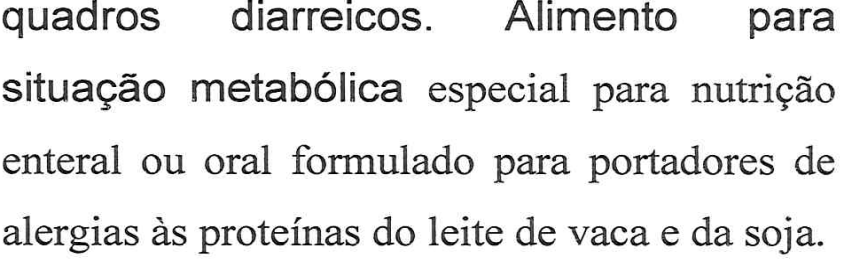 quadros diarreicos. Alimento para
situação metabólica especial para nutrição
enteral ou oral formulado para portadores de
alergias às proteínas do leite de vaca e da soja.